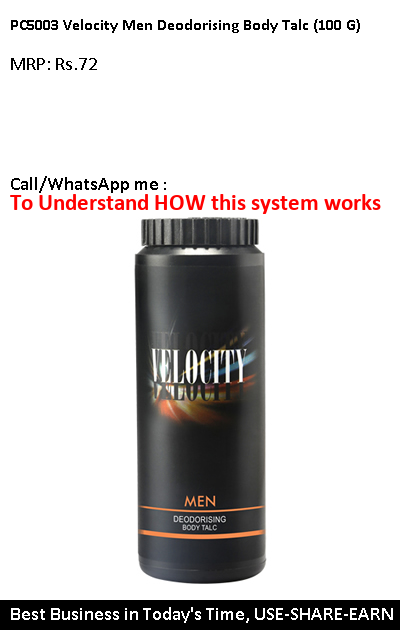 PC5003 Velocity Men Deodorising Body Talc (100 G)
MRP: Rs.72
Call/WhatsApp me :
To Understand HOW this system works
VELOCITY
MEN
DEODORISING
BODY TALC
Best Business in Today's Time, USE-SHARE-EARN